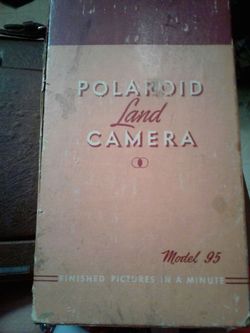 POLAROID
Land
CAMERA
Model 95
FINISHED PICTURES IN A MINUTE